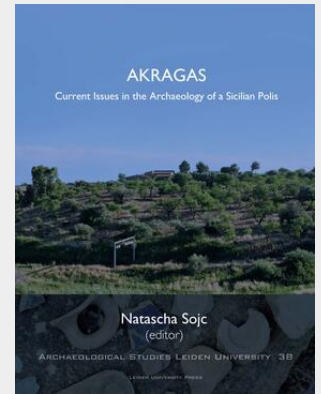 AKRAGAS
Current Issues in the Archaeology of a Sicilian Polis
Natascha Sojc
(editor)
ARCHAEOLOGICAL STUDIES LEIDEN UNIVERSITY 38
LEIDEN UNIVERSITY PRESS